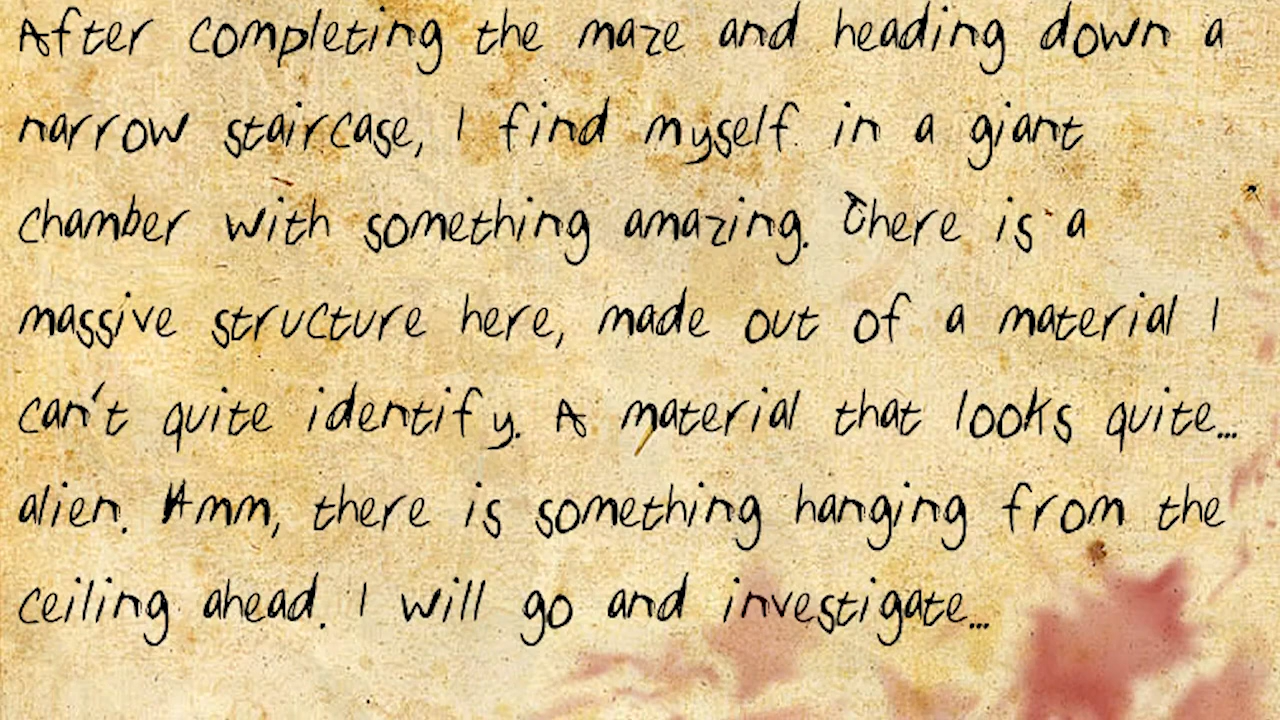 After completing the maze and heading down a
narrow staircase, I find myself in a giant
chamber with something amazing. There is a
massive structure here, made out of a material I
can't quite identify. A material that looks quite...
alien. Hmm, there is something hanging from the
ceiling ahead. I will go and investigate...